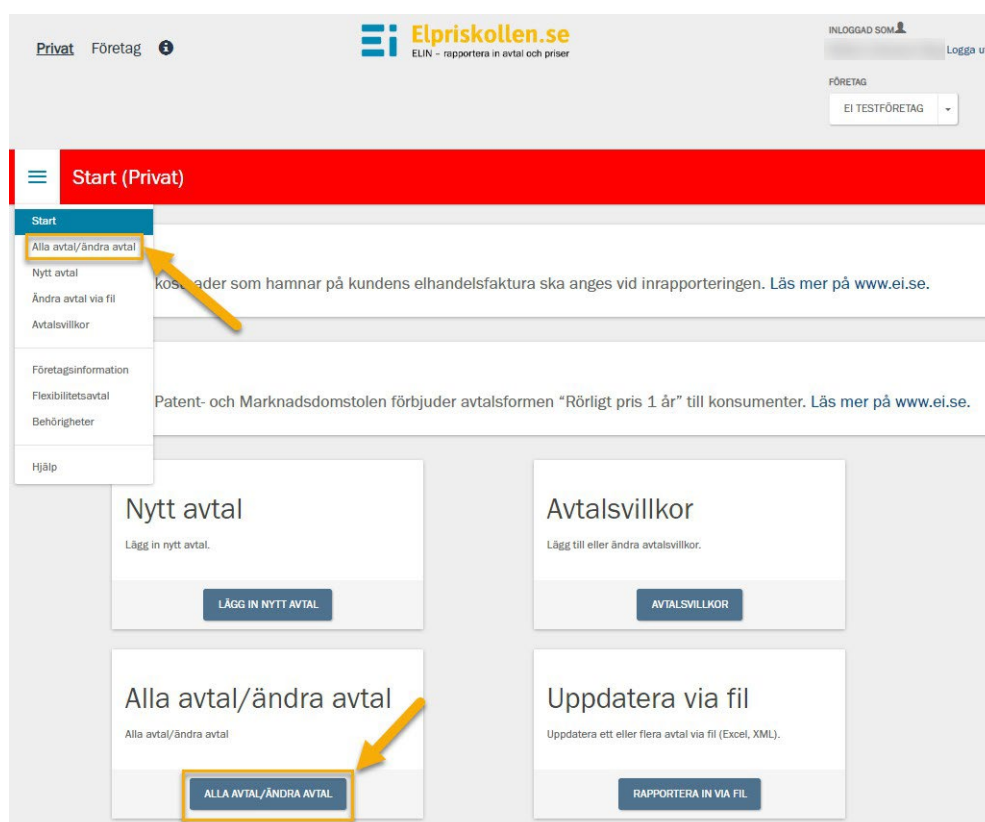 Privat Företag
Elpriskollen.se
ELIN – rapportera in avtal och priser
INLOGGAD SOM
Logga u
FÖRETAG
EI TESTFÖRETAG
Start (Privat)
Start
Alla avtal/ändra avtal
Nytt avtal
Ändra avtal via fil
Avtalsvillkor
Företagsinformation
Flexibilitetsavtal
Behörigheter
Hjälp
kostnader som hamnar på kundens elhandelsfaktura ska anges vid inrapporteringen. Läs mer på www.ei.se.
Patent- och Marknadsdomstolen förbjuder avtalsformen “Rörligt pris 1 år” till konsumenter. Läs mer på www.ei.se.
Nytt avtal
Lägg in nytt avtal.
LÄGG IN NYTT AVTAL
Avtalsvillkor
Lägg till eller ändra avtalsvillkor.
AVTALSVILLKOR
Alla avtal/ändra avtal
Alla avtal/ändra avtal
ALLA AVTAL/ÄNDRA AVTAL
Uppdatera via fil
Uppdatera ett eller flera avtal via fil (Excel, XML).
RAPPORTERA IN VIA FIL